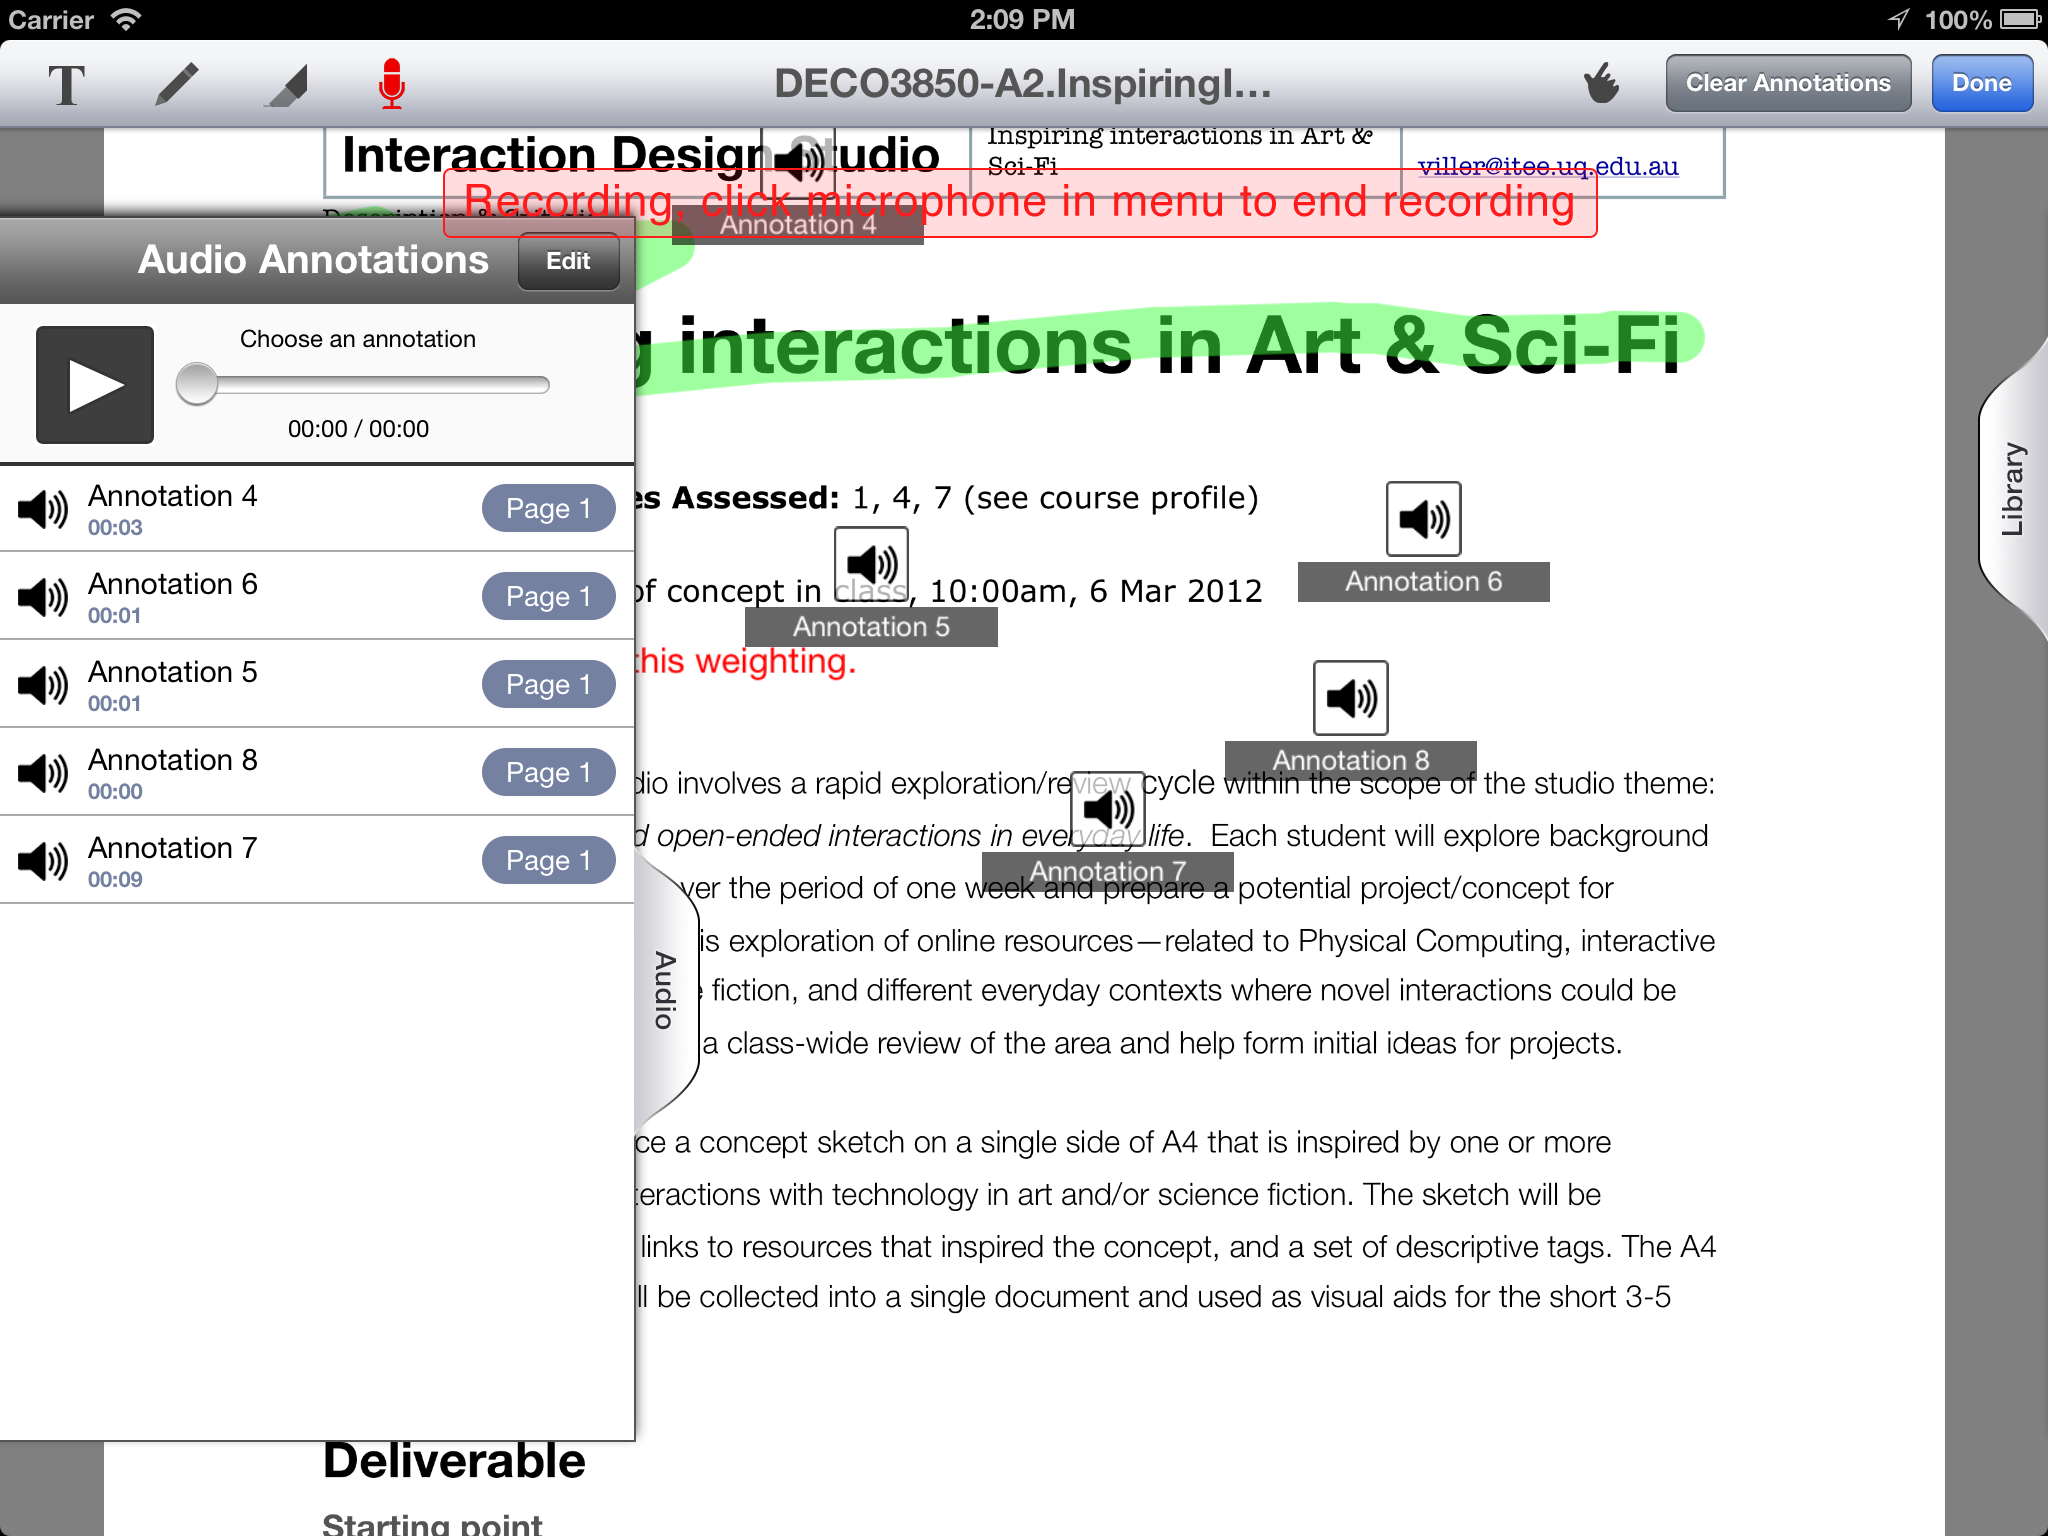 Carrier
2:09 PM
100%
T
DECO3850-A2.InspiringI...
Clear Annotations
Done
Interaction Design Studio
Inspiring interactions in Art &
Sci-Fi
viller@itee.uq.edu.au
Recording, click microphone in menu to end recording
Annotation 4
Audio Annotations
Edit
Choose an annotation
00:00 / 00:00
Annotation 4
00:03
Page 1
Annotation 6
00:01
Page 1
Annotation 5
00:01
Page 1
Annotation 8
00:00
Page 1
Annotation 7
00:09
Page 1
Audio
Library
g interactions in Art & Sci-Fi
es Assessed: 1, 4, 7 (see course profile)
Annotation 6
of concept in class, 10:00am, 6 Mar 2012
Annotation 5
this weighting.
Annotation 8
dio involves a rapid exploration/review cycle within the scope of the studio theme:
d open-ended interactions in everyday life. Each student will explore background
Annotation 7
ver the period of one week and prepare a potential project/concept for
is exploration of online resources—related to Physical Computing, interactive
e fiction, and different everyday contexts where novel interactions could be
a class-wide review of the area and help form initial ideas for projects.
ce a concept sketch on a single side of A4 that is inspired by one or more
teractions with technology in art and/or science fiction. The sketch will be
links to resources that inspired the concept, and a set of descriptive tags. The A4
ll be collected into a single document and used as visual aids for the short 3-5
Deliverable
Starting point